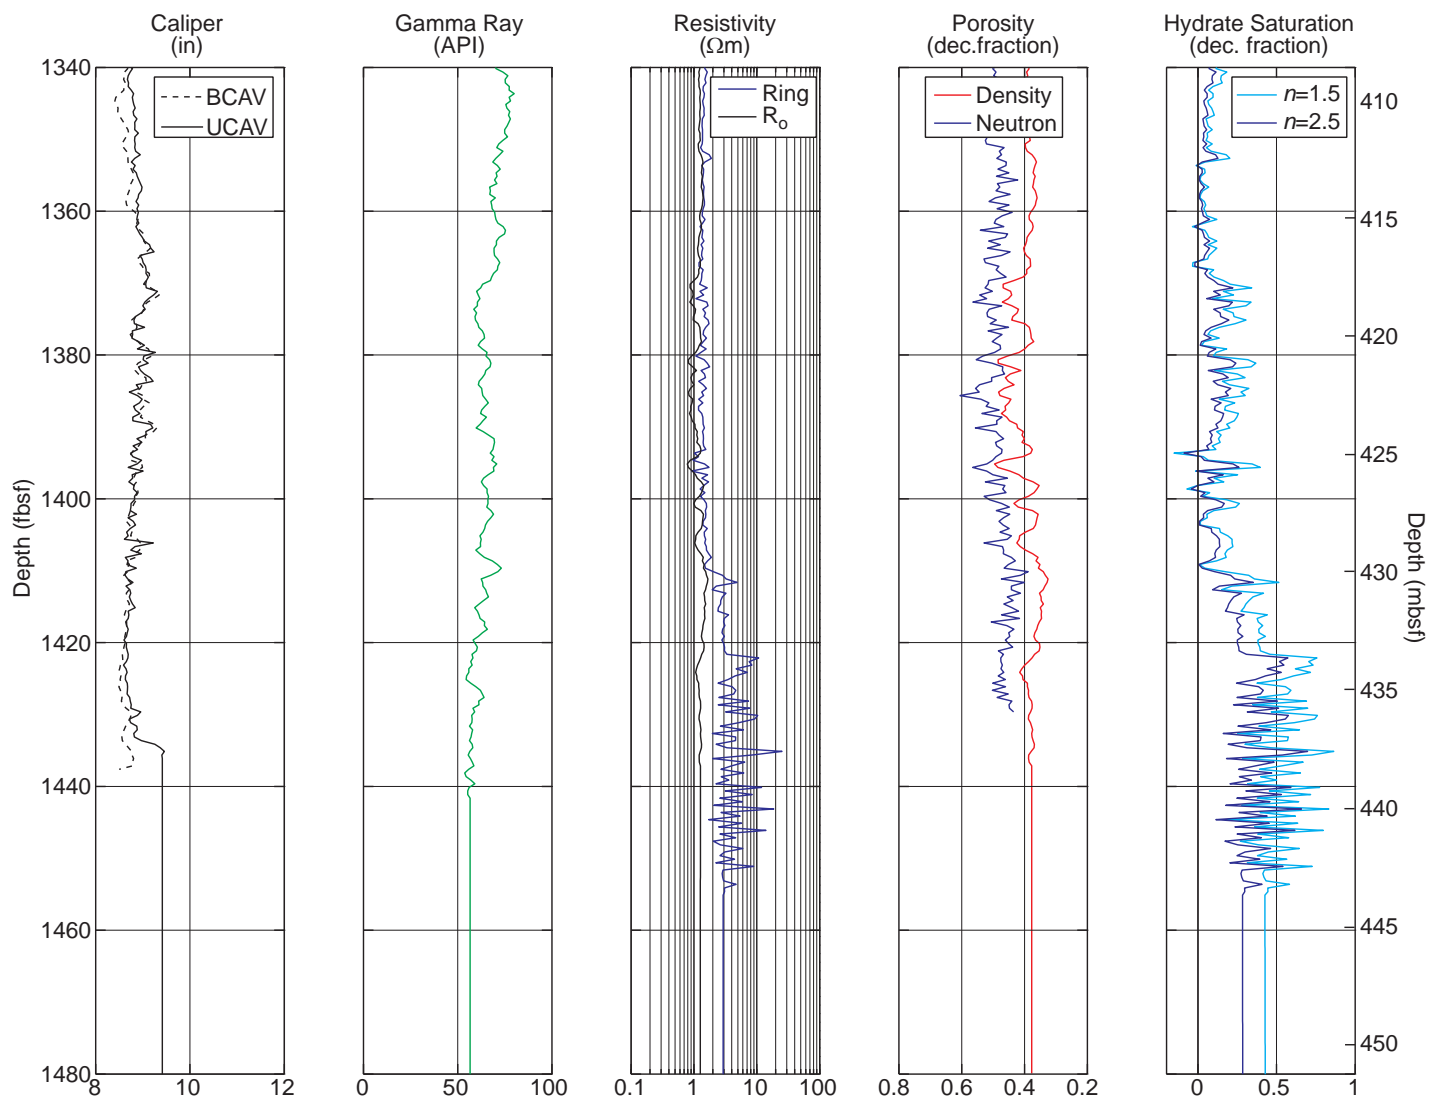 Caliper
(in)
Gamma Ray
(API)
Resistivity
(Ωm)
Porosity
(dec.fraction)
Hydrate Saturation
(dec. fraction)
BCAV
UCAV
Ring
Ro
Density
Neutron
n=1.5
n=2.5
Depth (fbsf)
1340
1360
1380
1400
1420
1440
1460
1480
8 10 12
0 50 100
0.1 1 10 100
0.8 0.6 0.4 0.2
0 0.5 1
410
415
420
425
430
435
440
445
450
Depth (mbsf)